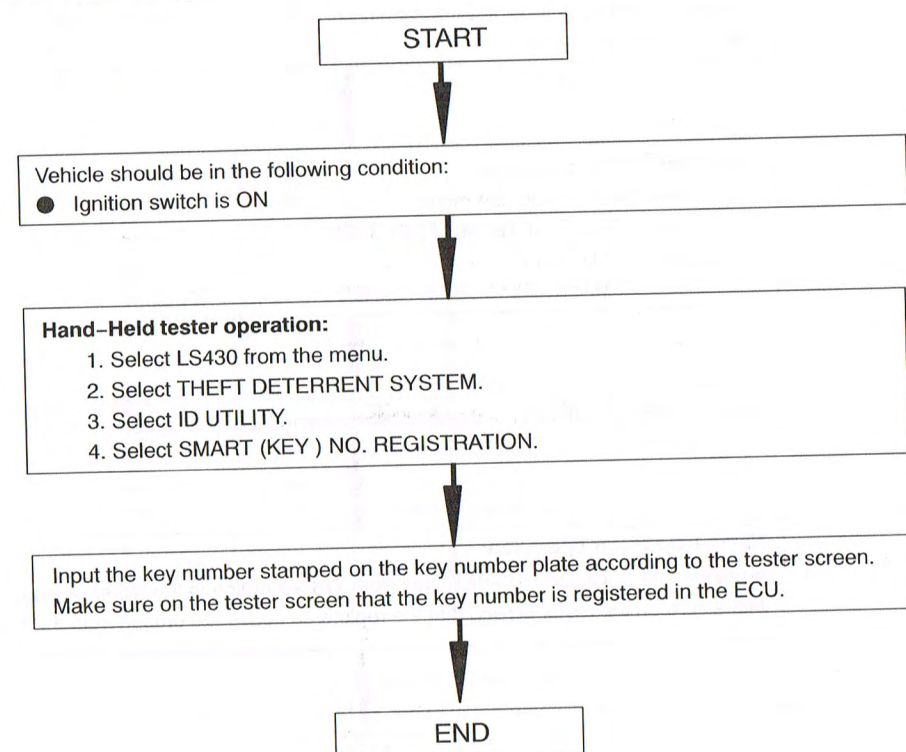 START
Vehicle should be in the following condition:
● Ignition switch is ON
Hand–Held tester operation:
1. Select LS430 from the menu.
2. Select THEFT DETERRENT SYSTEM.
3. Select ID UTILITY.
4. Select SMART (KEY ) NO. REGISTRATION.
Input the key number stamped on the key number plate according to the tester screen.
Make sure on the tester screen that the key number is registered in the ECU.
END